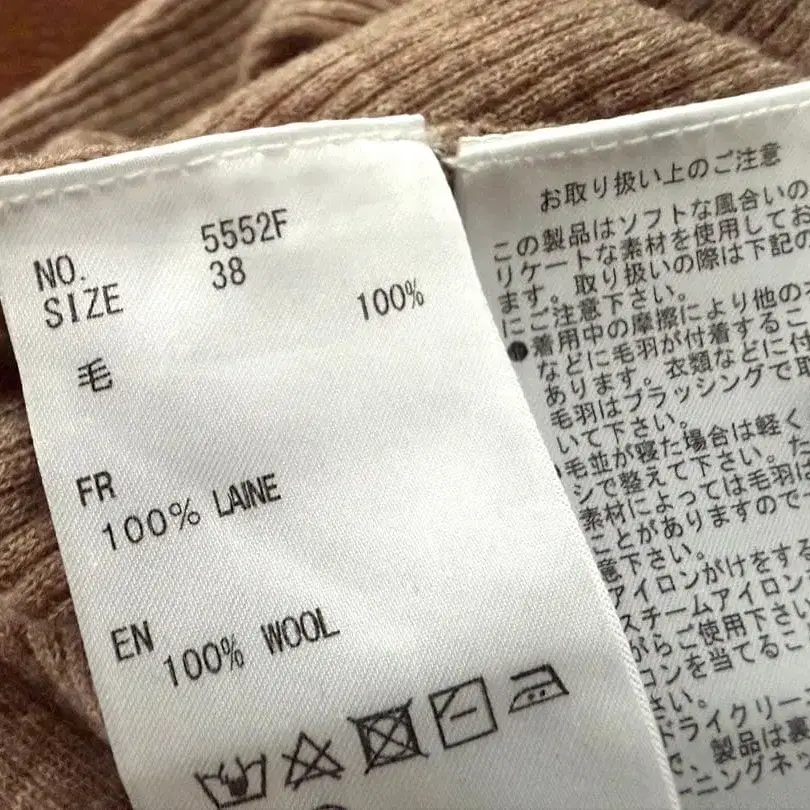 NO. 5552F
SIZE 38
毛 100%
FR
100% LAINE
EN
100% WOOL
お取り扱い上のご注意
この製品はソフトな風合いの
リケートな素材を使用してお
ます。取り扱いの際は下記の
にご注意下さい。
●着用中の摩擦により他の
などに毛羽が付着するこ
あります。衣類などに付
毛羽はブラッシングで取
いて下さい。
毛並が寝た場合は軽く
シで整えて下さい。た
素材によっては毛羽
ことがありますので
意下さい。
アイロンがけをする
スチームアイロン
がらご使用下さい
コンを当てるこ
さい。
ドライクリー
で、製品は裏
ーニングネッ